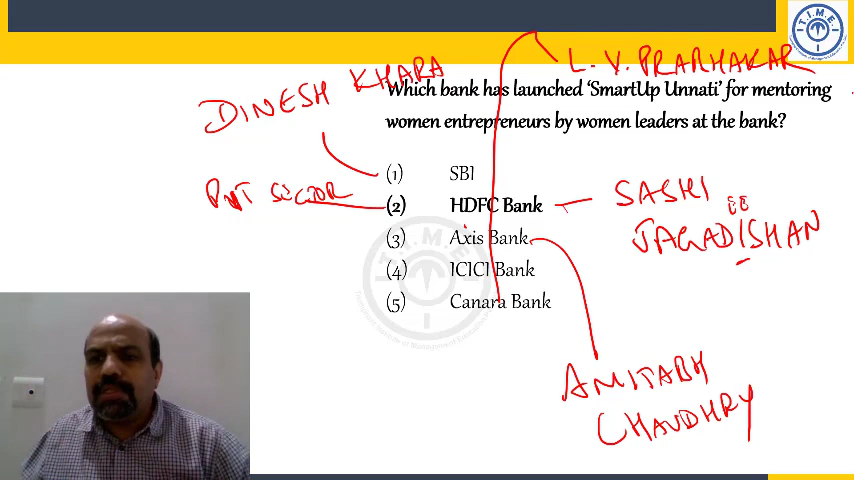 T.I.M.E.
L. V. PRABHAKAR
DINESH KHARA
Which bank has launched ‘SmartUp Unnati’ for mentoring
women entrepreneurs by women leaders at the bank?
(1) SBI
PVT SECTOR
(2) HDFC Bank
SASHI
JAGADISHAN
(3) Axis Bank
(4) ICICI Bank
(5) Canara Bank
AMITABH
CHAUDHRY